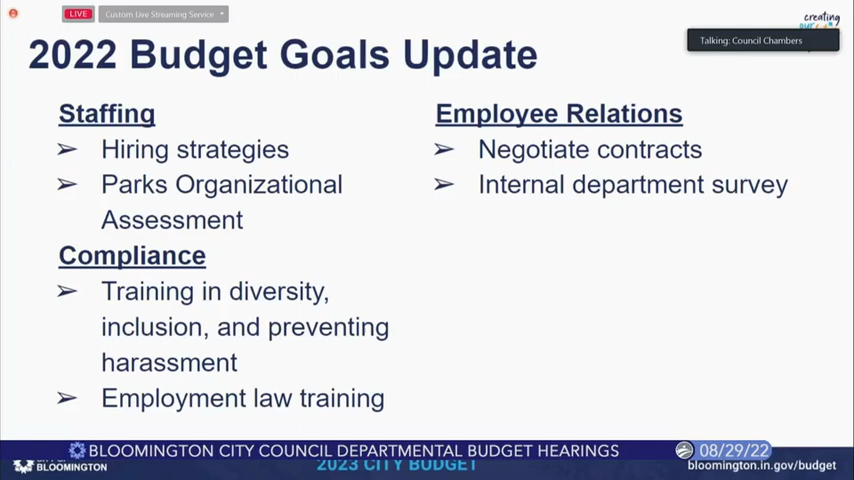 LIVE
Custom Live Streaming Service
creating
Talking: Council Chambers
2022 Budget Goals Update
Staffing
➢ Hiring strategies
➢ Parks Organizational
Assessment
Compliance
➢ Training in diversity,
inclusion, and preventing
harassment
➢ Employment law training
Employee Relations
➢ Negotiate contracts
➢ Internal department survey
BLOOMINGTON CITY COUNCIL DEPARTMENTAL BUDGET HEARINGS
08/29/22
BLOOMINGTON
2023 CITY BUDGET
bloomington.in.gov/budget